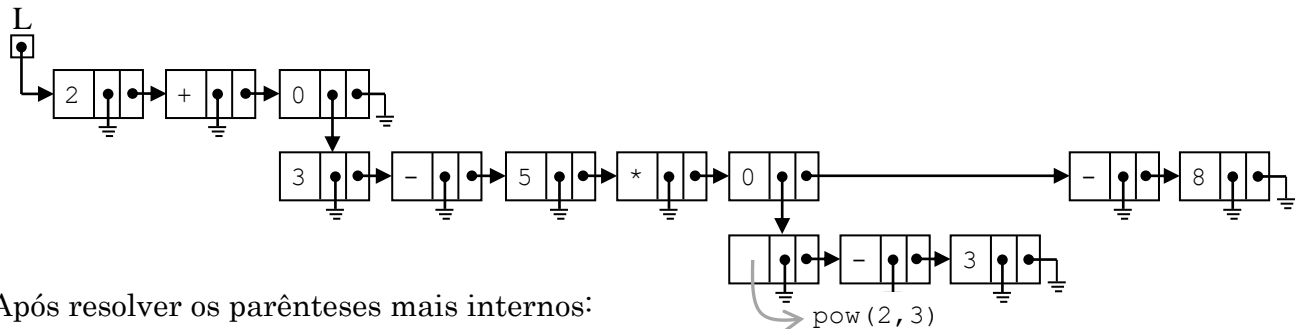 L
2 + 0
3 - 5 * 0 - 8
- 3
Após resolver os parênteses mais internos:
pow(2,3)